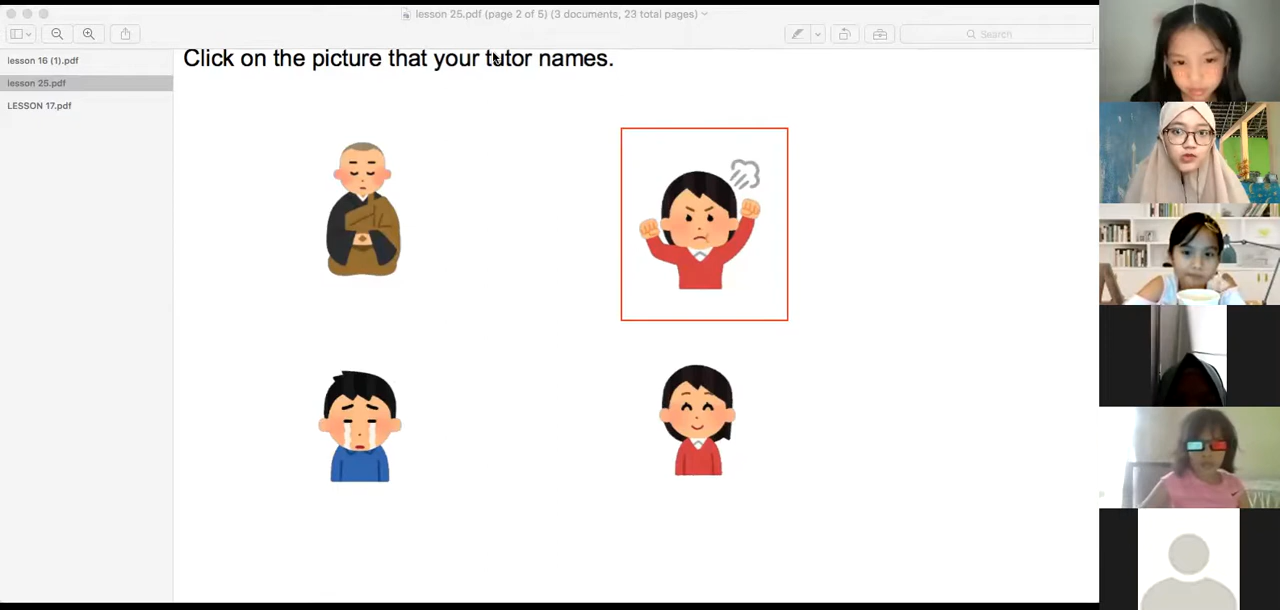 lesson 25.pdf (page 2 of 5) (3 documents, 23 total pages)
Search
lesson 16 (1).pdf
lesson 25.pdf
LESSON 17.pdf
Click on the picture that your tutor names.